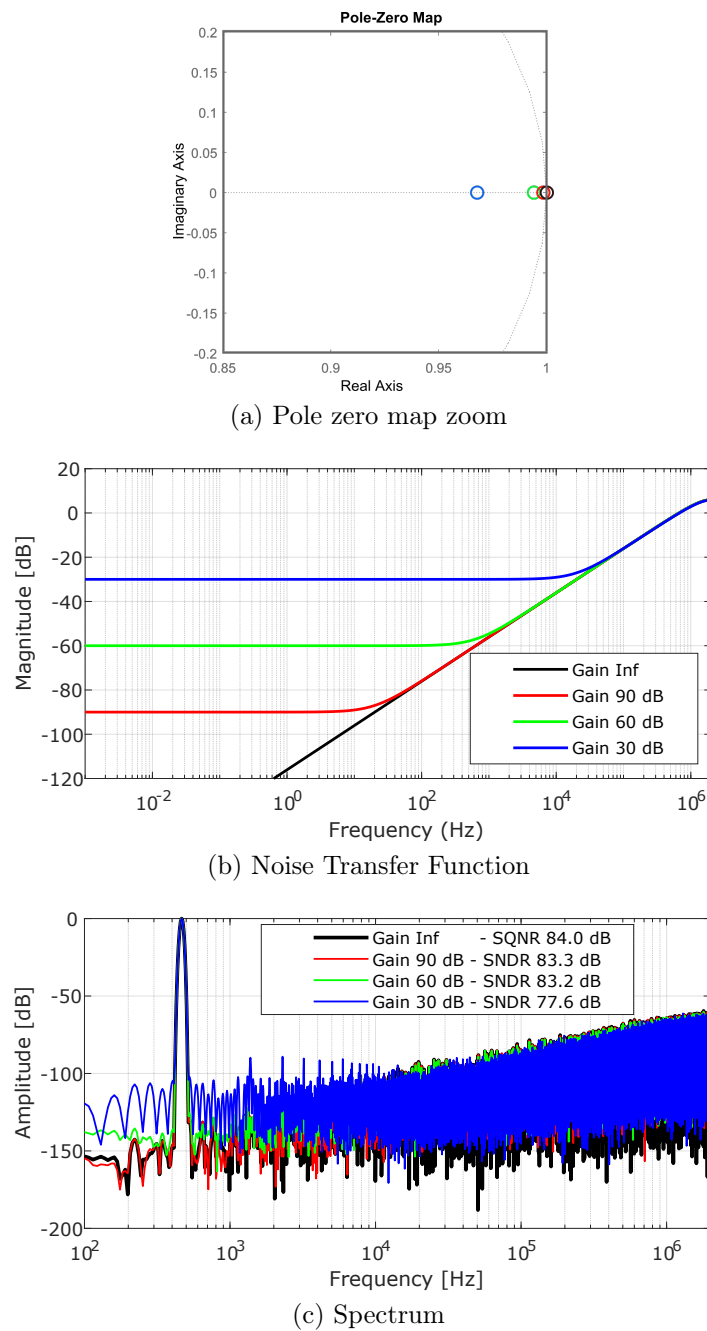 Pole-Zero Map
0.2
0.15
0.1
0.05
0
-0.05
-0.1
-0.15
-0.2
Imaginary Axis
0.85
0.9
0.95
1
Real Axis
(a) Pole zero map zoom
20
0
-20
-40
-60
-80
-100
-120
Magnitude [dB]
Gain Inf
Gain 90 dB
Gain 60 dB
Gain 30 dB
10^-2
10^0
10^2
10^4
10^6
Frequency (Hz)
(b) Noise Transfer Function
0
-50
-100
-150
-200
Amplitude [dB]
Gain Inf - SQNR 84.0 dB
Gain 90 dB - SNDR 83.3 dB
Gain 60 dB - SNDR 83.2 dB
Gain 30 dB - SNDR 77.6 dB
10^2
10^3
10^4
10^5
10^6
Frequency [Hz]
(c) Spectrum